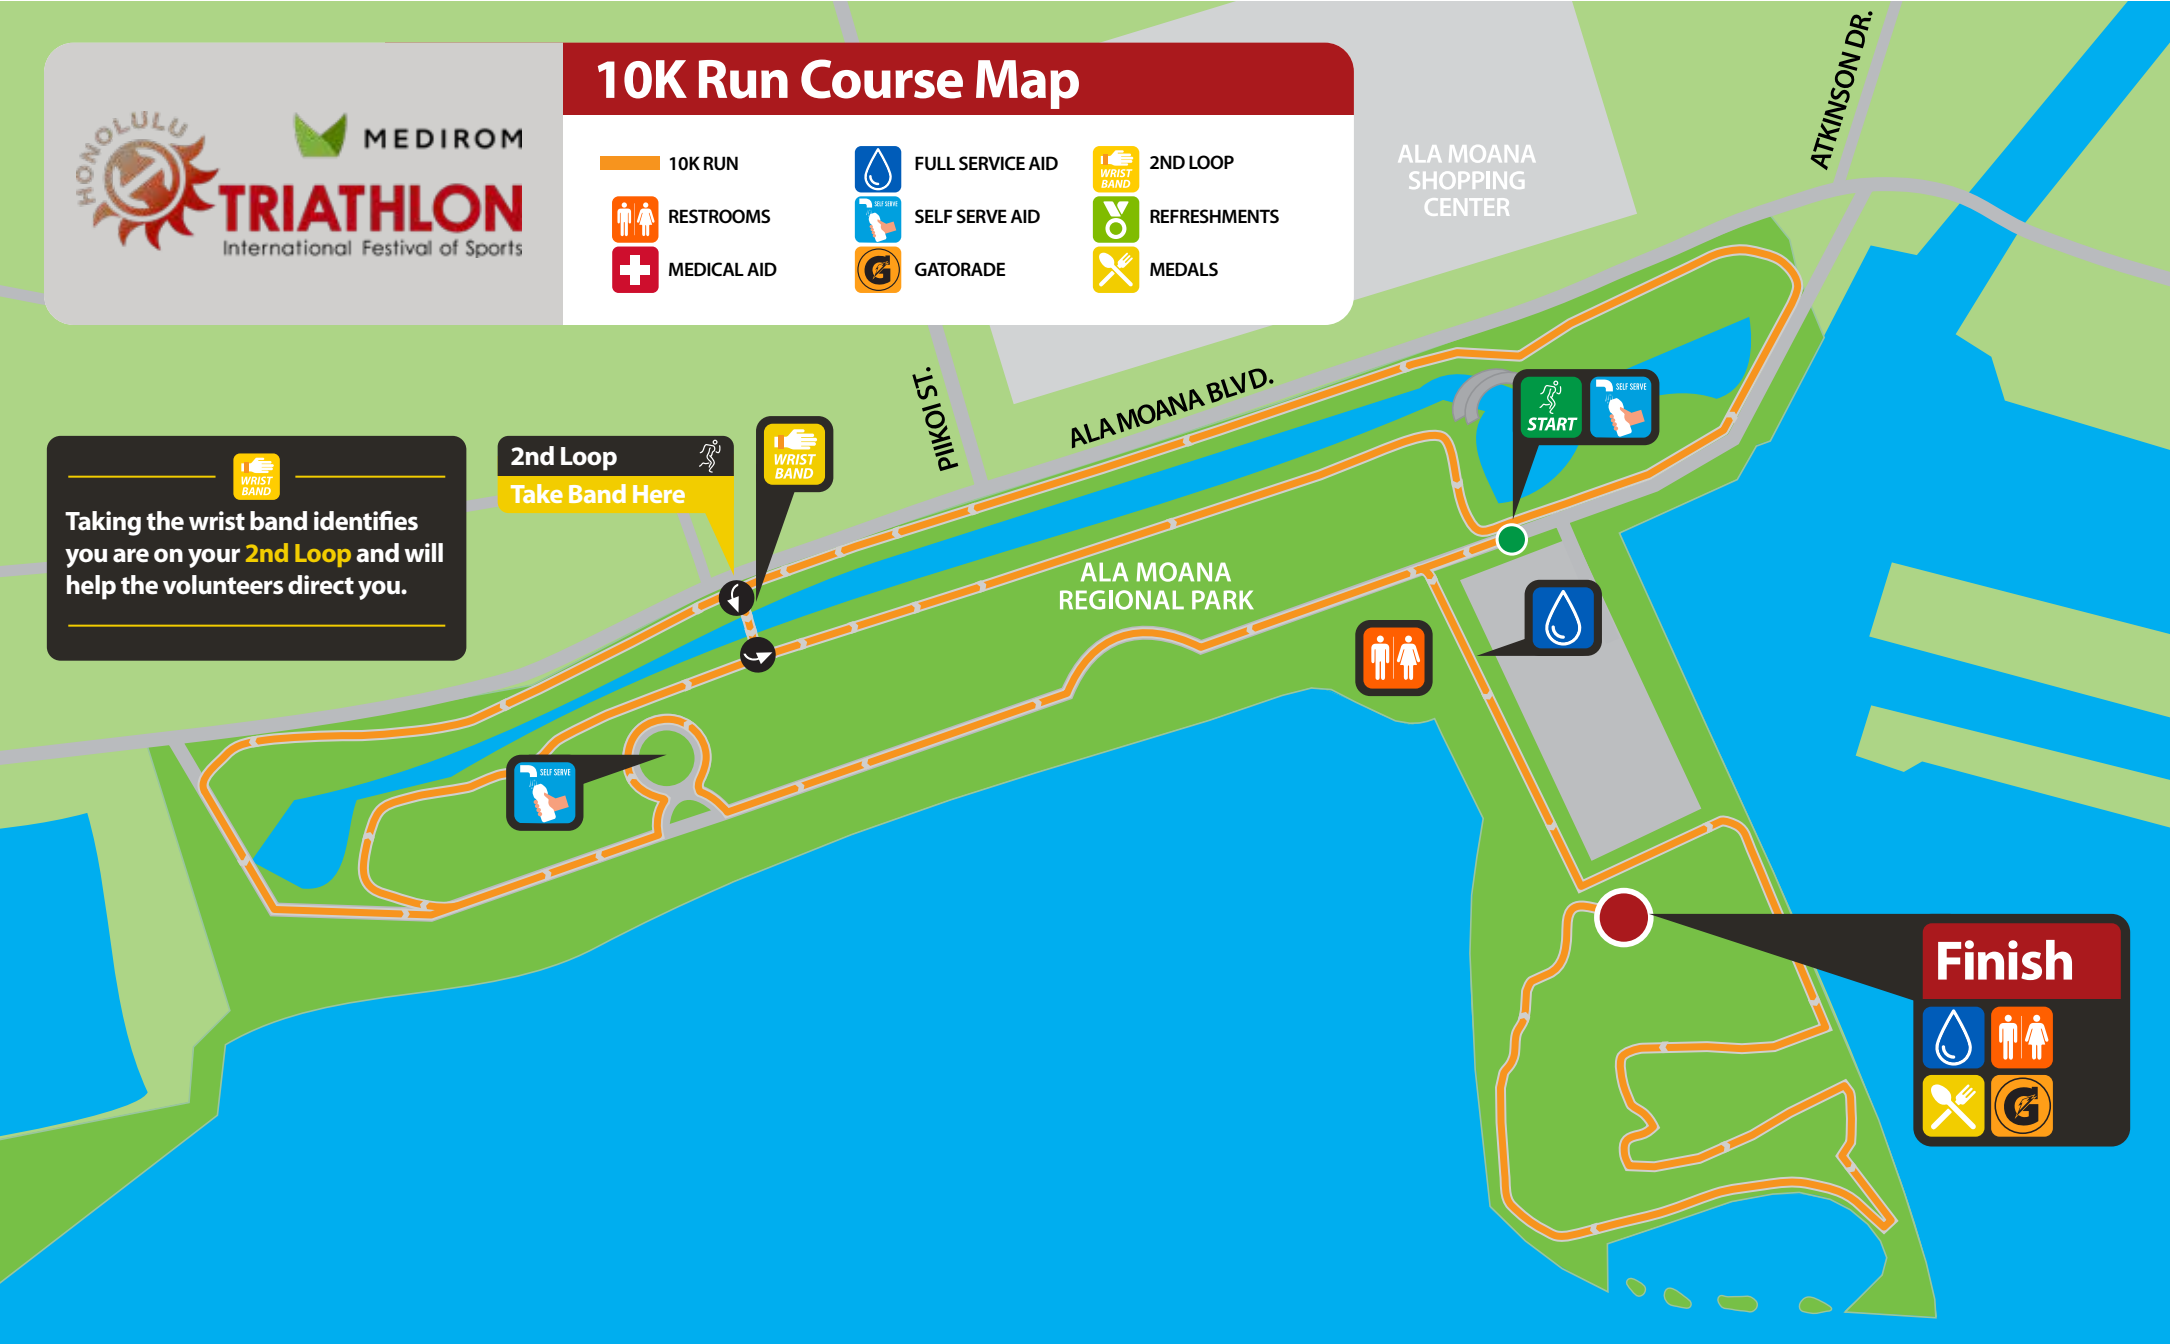 10K Run Course Map
HONOLULU
MEDIROM
TRIATHLON
International Festival of Sports
10K RUN
RESTROOMS
MEDICAL AID
FULL SERVICE AID
SELF SERVE
SELF SERVE AID
G
GATORADE
WRIST
BAND
2ND LOOP
REFRESHMENTS
MEDALS
ALA MOANA
SHOPPING
CENTER
ATKINSON DR.
PIIKOI ST.
ALA MOANA BLVD.
START
SELF SERVE
WRIST
BAND
Taking the wrist band identifies
you are on your 2nd Loop and will
help the volunteers direct you.
2nd Loop
Take Band Here
WRIST
BAND
ALA MOANA
REGIONAL PARK
SELF SERVE
Finish
G